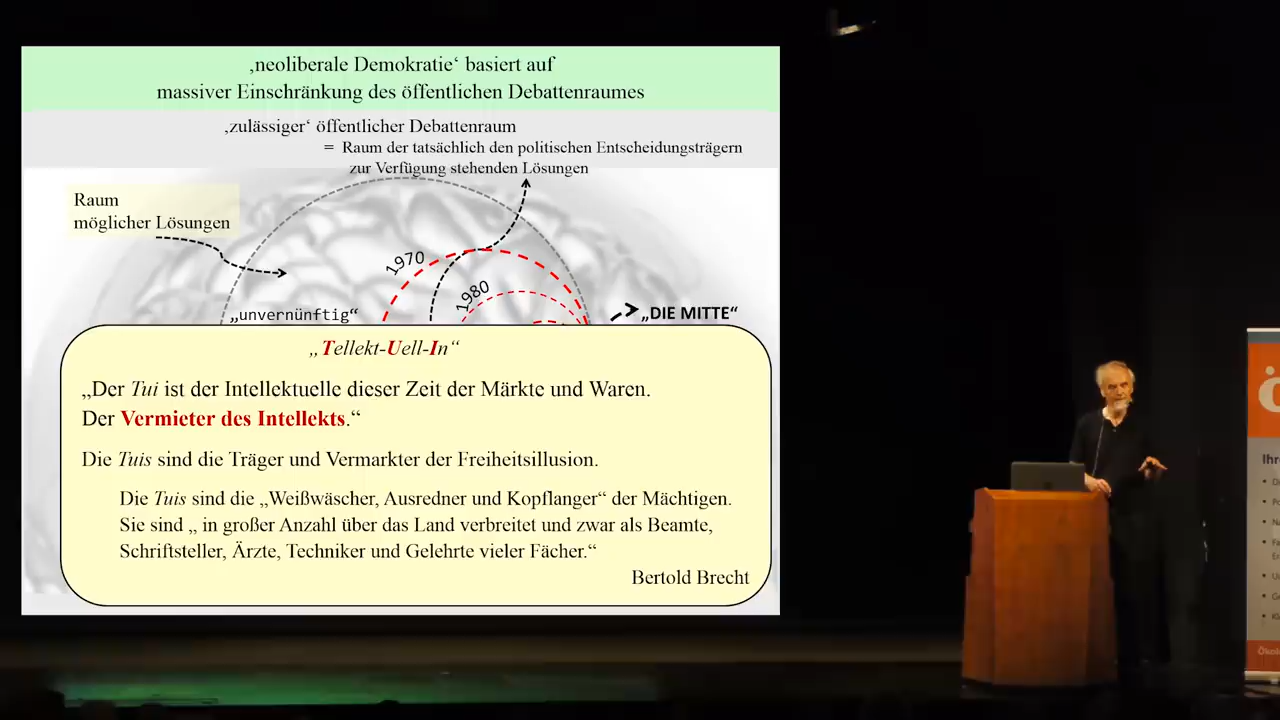 ‚neoliberale Demokratie‘ basiert auf
massiver Einschränkung des öffentlichen Debattenraumes
‚zulässiger‘ öffentlicher Debattenraum
= Raum der tatsächlich den politischen Entscheidungsträgern
zur Verfügung stehenden Lösungen
Raum
möglicher Lösungen
1970
1980
„unvernünftig“
„DIE MITTE“
„Tellekt-Uell-In“
„Der Tui ist der Intellektuelle dieser Zeit der Märkte und Waren.
Der Vermieter des Intellekts.“
Die Tuis sind die Träger und Vermarkter der Freiheitsillusion.
Die Tuis sind die „Weißwäscher, Ausredner und Kopflanger“ der Mächtigen.
Sie sind „ in großer Anzahl über das Land verbreitet und zwar als Beamte,
Schriftsteller, Ärzte, Techniker und Gelehrte vieler Fächer.“
Bertold Brecht
ö
Ihr